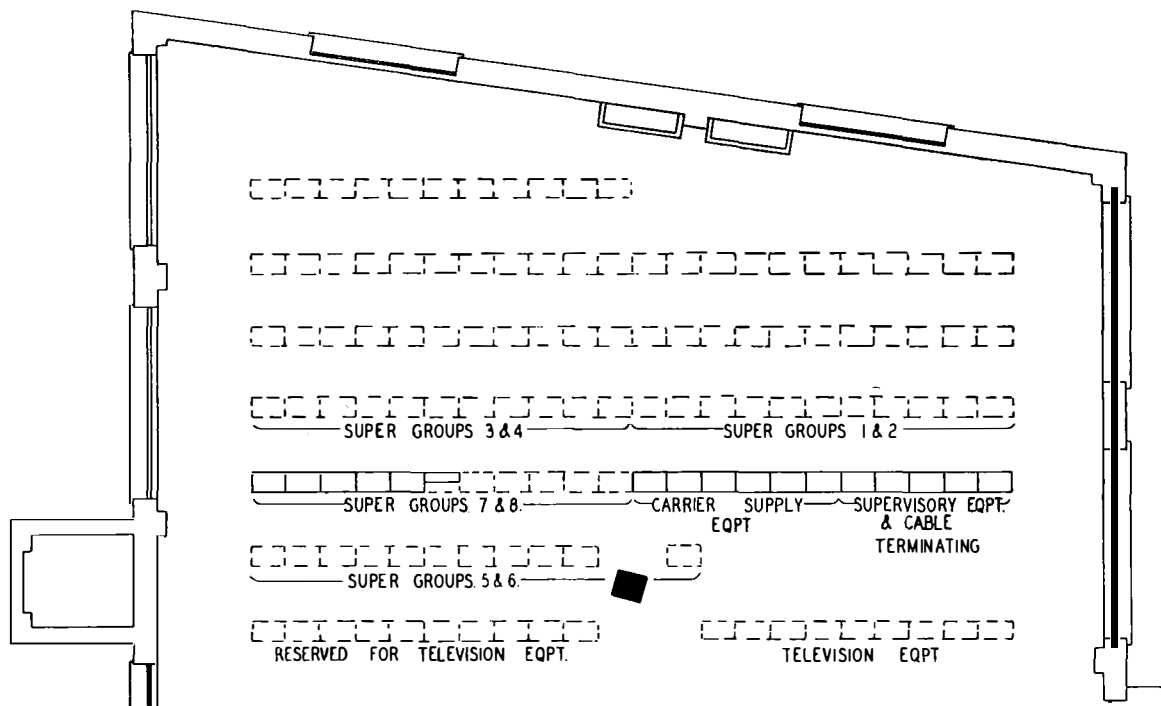 SUPER GROUPS 3 & 4
SUPER GROUPS 1 & 2
SUPER GROUPS. 7 & 8.
CARRIER SUPPLY
EQPT
SUPERVISORY EQPT.
& CABLE
TERMINATING
SUPER GROUPS. 5 & 6.
RESERVED FOR TELEVISION EQPT.
TELEVISION EQPT